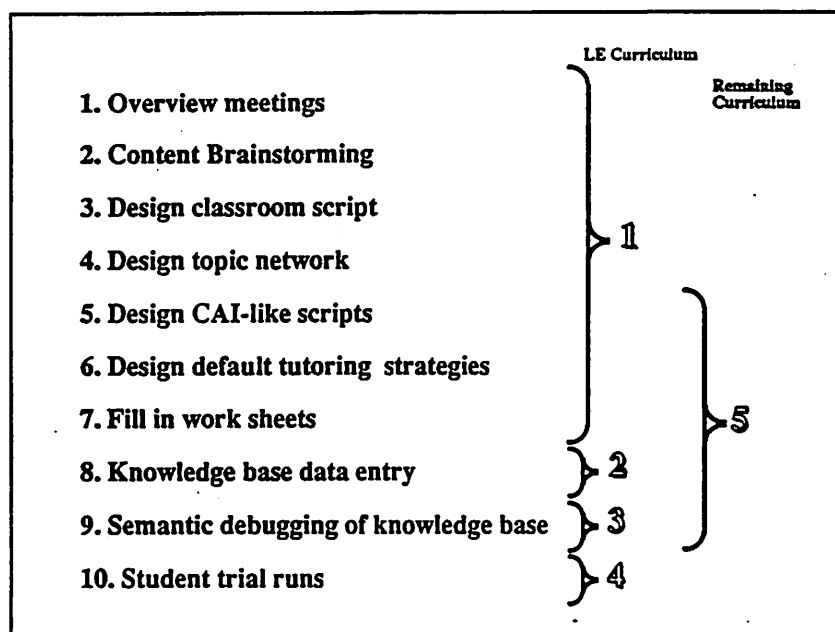 LE Curriculum
Remaining
Curriculum
1. Overview meetings
2. Content Brainstorming
3. Design classroom script
1
4. Design topic network
5. Design CAI-like scripts
6. Design default tutoring strategies
7. Fill in work sheets
5
8. Knowledge base data entry
2
9. Semantic debugging of knowledge base
3
10. Student trial runs
4